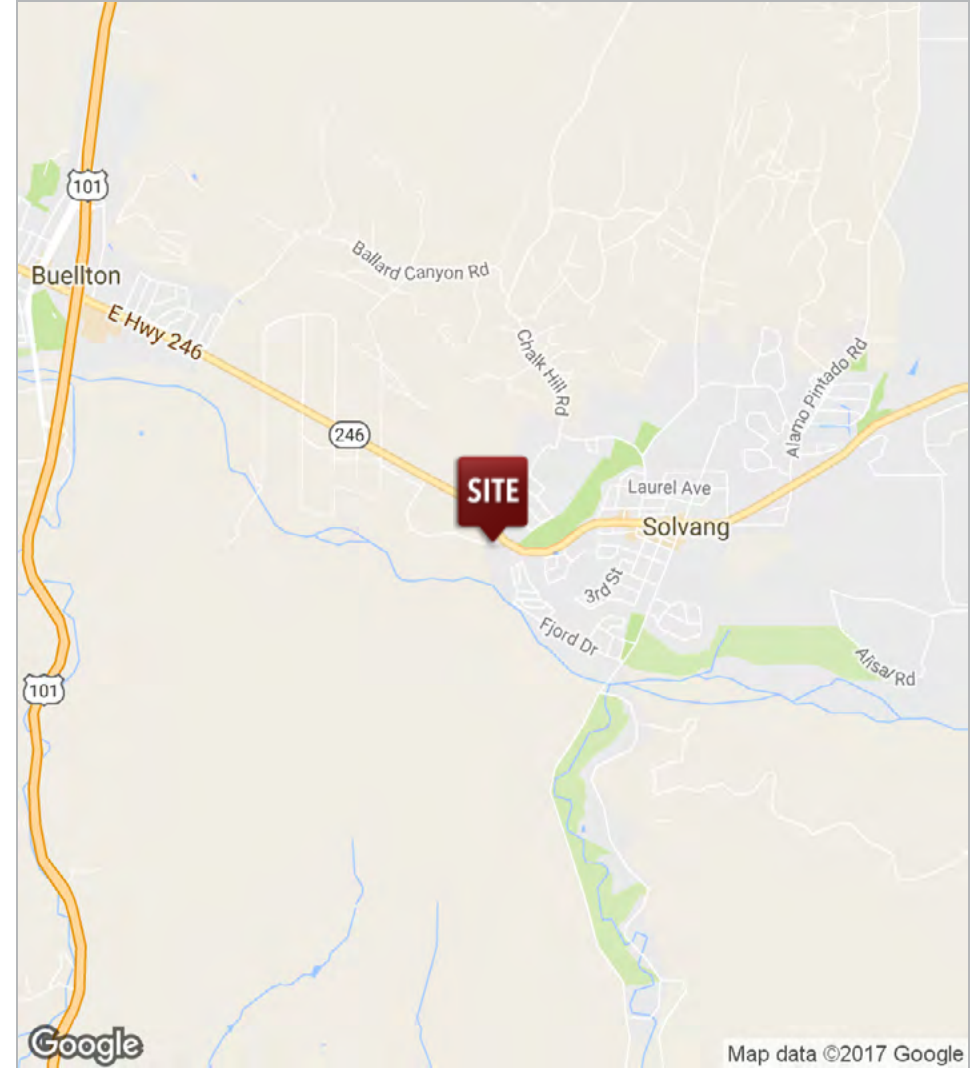 101
Buellton
Ballard Canyon Rd
E Hwy 246
Chalk Hill Rd
Alamo Pintado Rd
246
SITE
Laurel Ave
Solvang
3rd St
Fjord Dr
Alisal Rd
101
Google
Map data ©2017 Google